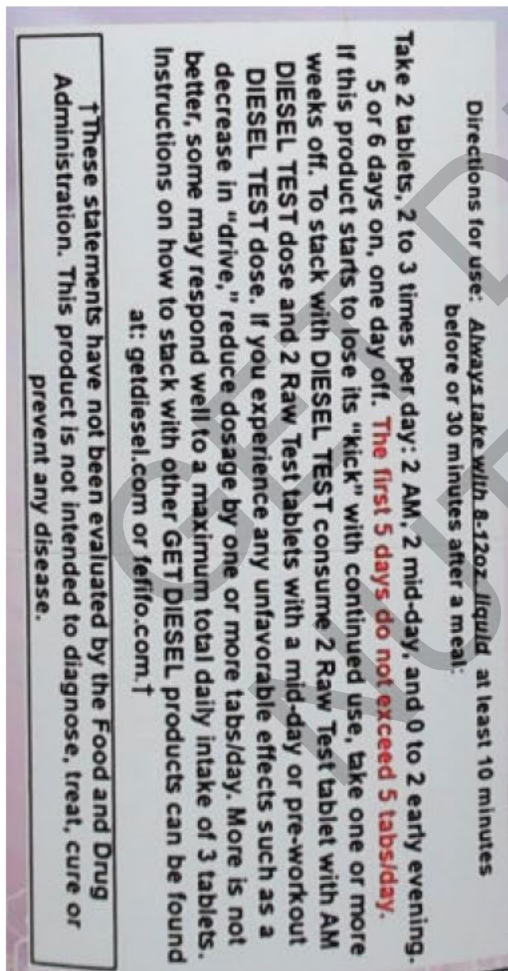 Directions for use: Always take with 8-12oz. liquid at least 10 minutes
before or 30 minutes after a meal:
Take 2 tablets, 2 to 3 times per day: 2 AM, 2 mid-day, and 0 to 2 early evening.
5 or 6 days on, one day off. The first 5 days do not exceed 5 tabs/day.
If this product starts to lose its "kick" with continued use, take one or more
weeks off. To stack with DIESEL TEST consume 2 Raw Test tablet with AM
DIESEL TEST dose and 2 Raw Test tablets with a mid-day or pre-workout
DIESEL TEST dose. If you experience any unfavorable effects such as a
decrease in "drive," reduce dosage by one or more tabs/day. More is not
better, some may respond well to a maximum total daily intake of 3 tablets.
Instructions on how to stack with other GET DIESEL products can be found
at: getdiesel.com or fefifo.com.†
†These statements have not been evaluated by the Food and Drug
Administration. This product is not intended to diagnose, treat, cure or
prevent any disease.
GET D
NUT